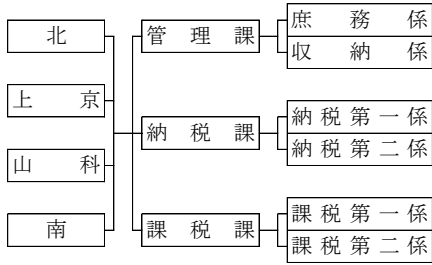 北
上京
山科
南
管理課
納税課
課税課
庶務係
収納係
納税第一係
納税第二係
課税第一係
課税第二係